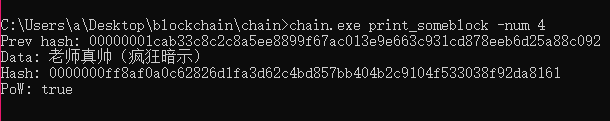 C:\Users\a\Desktop\blockchain\chain>chain.exe print_someblock -num 4
Prev hash: 00000001cab33c8c2c8a5ee8899f67ac013e9e663c931cd878eeb6d25a88c092
Data: 老师真帅（疯狂暗示）
Hash: 0000000ff8af0a0c62826d1fa3d62c4bd857bb404b2c9104f533038f92da8161
PoW: true